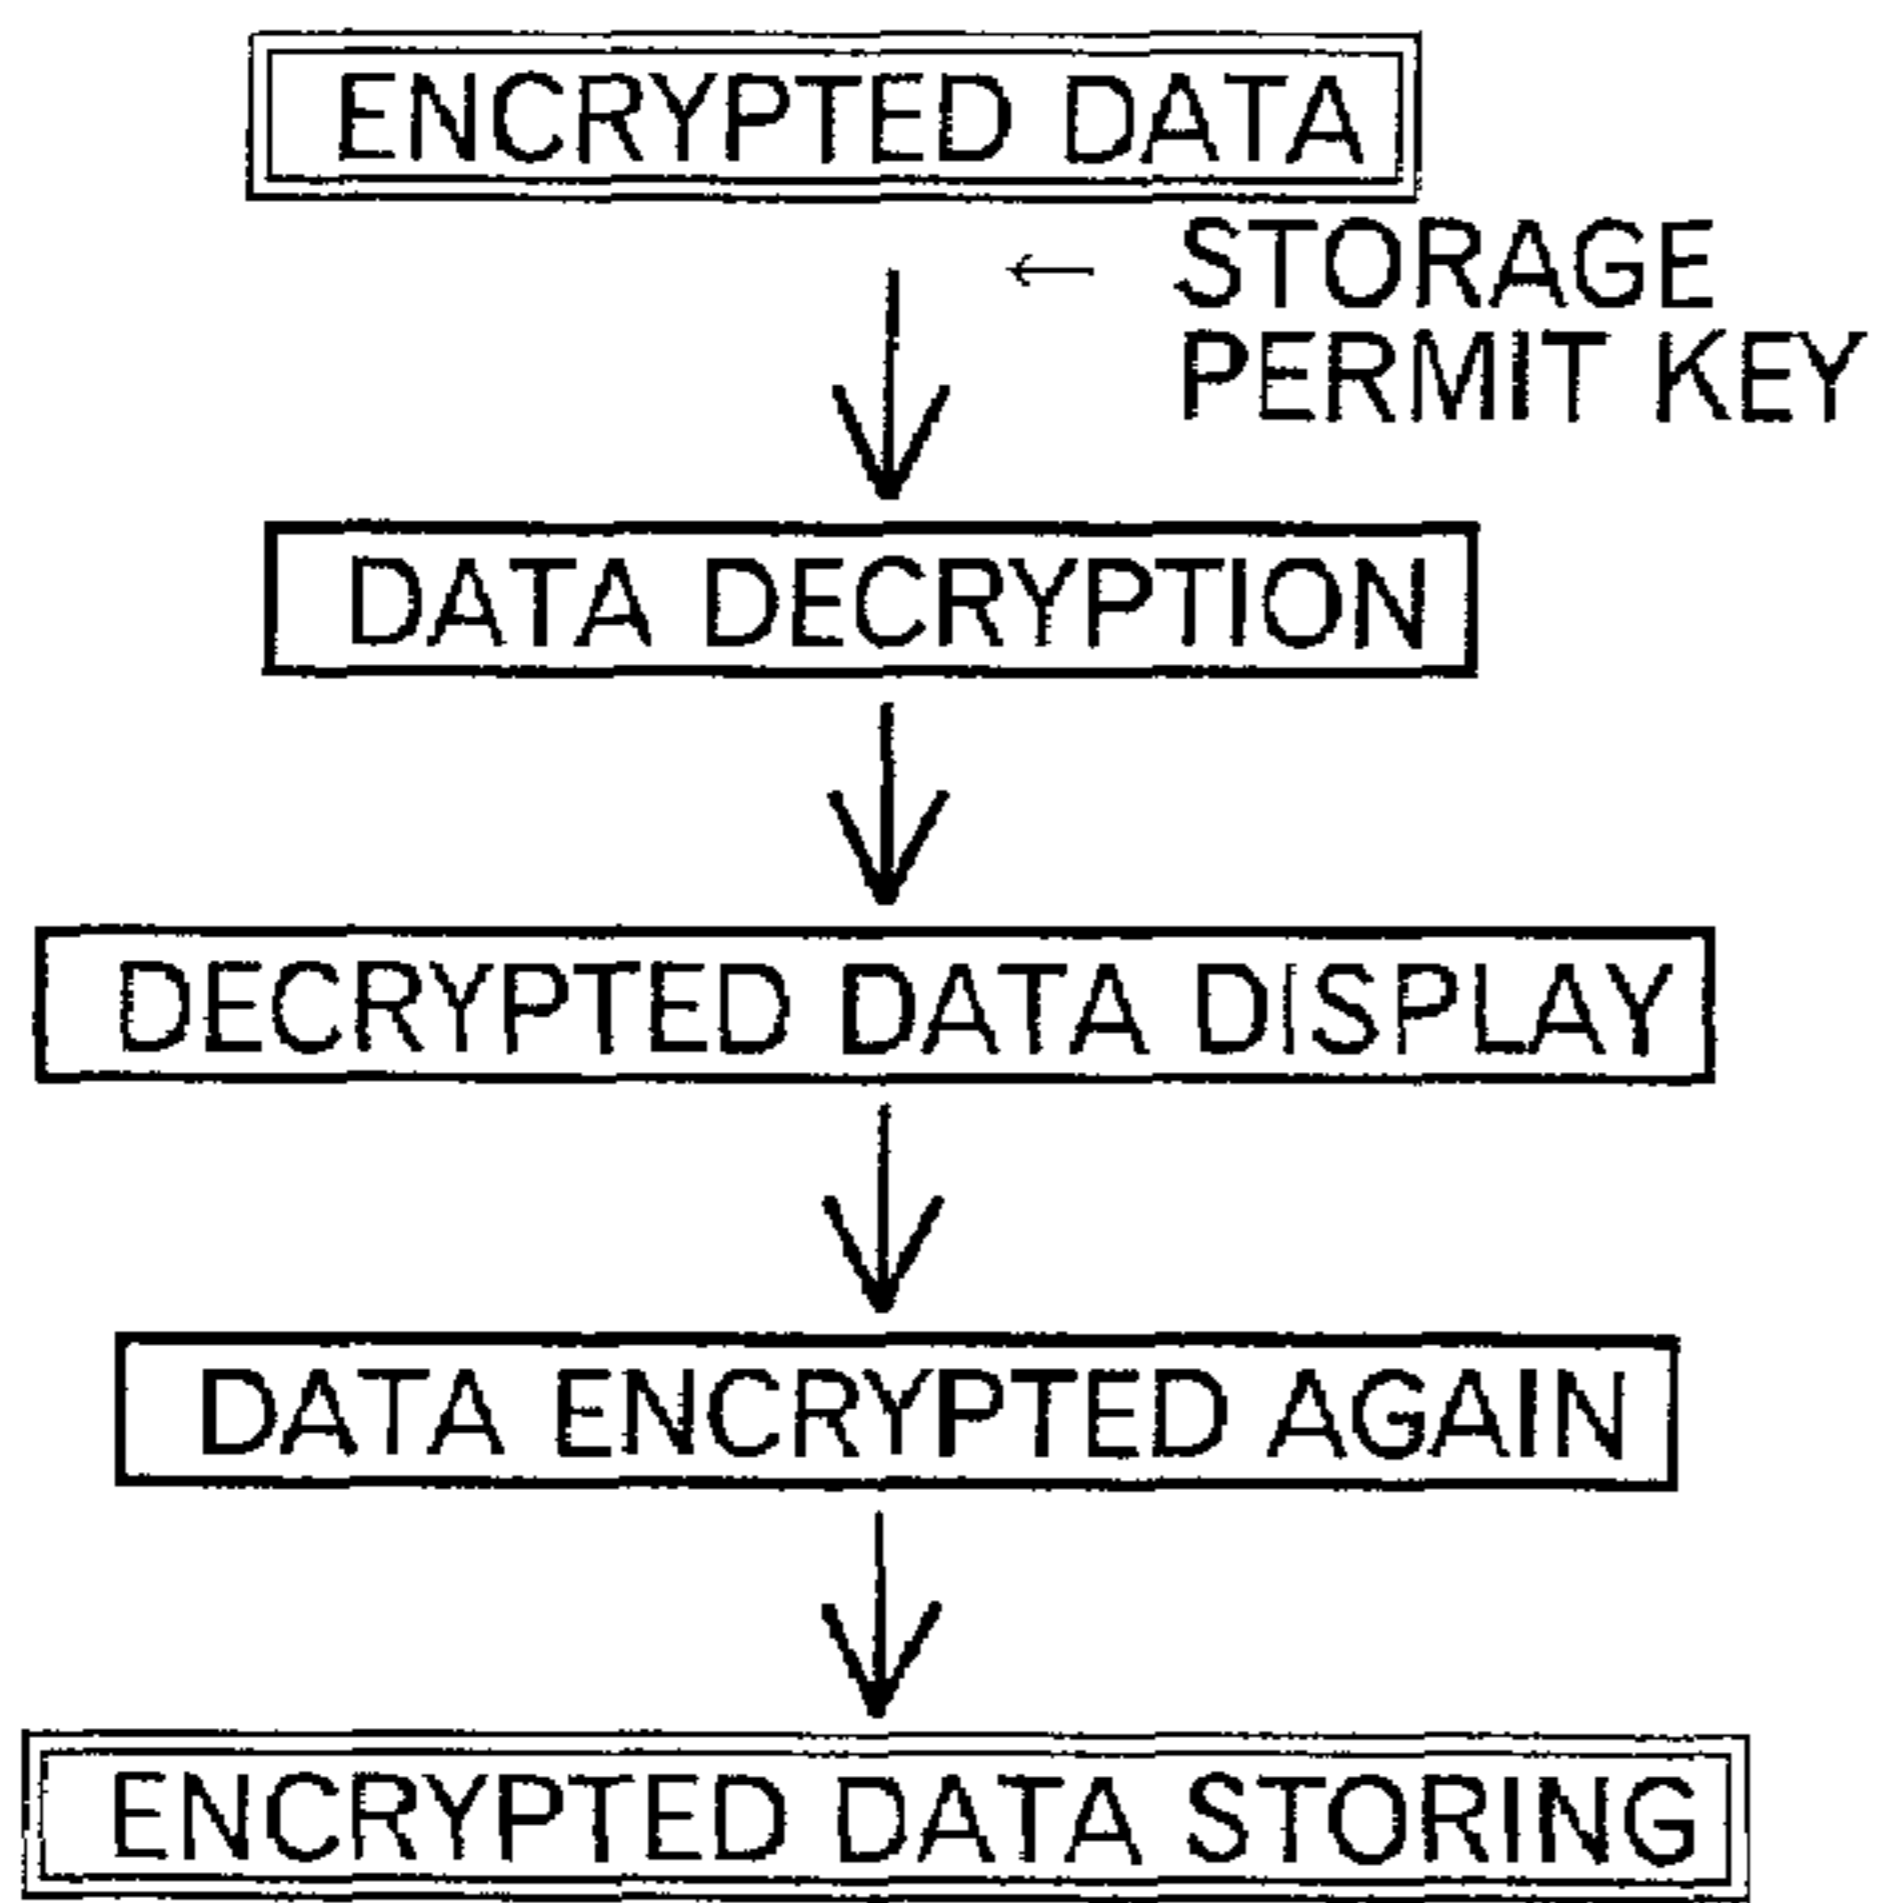 ENCRYPTED DATA
← STORAGE
PERMIT KEY
DATA DECRYPTION
DECRYPTED DATA DISPLAY
DATA ENCRYPTED AGAIN
ENCRYPTED DATA STORING